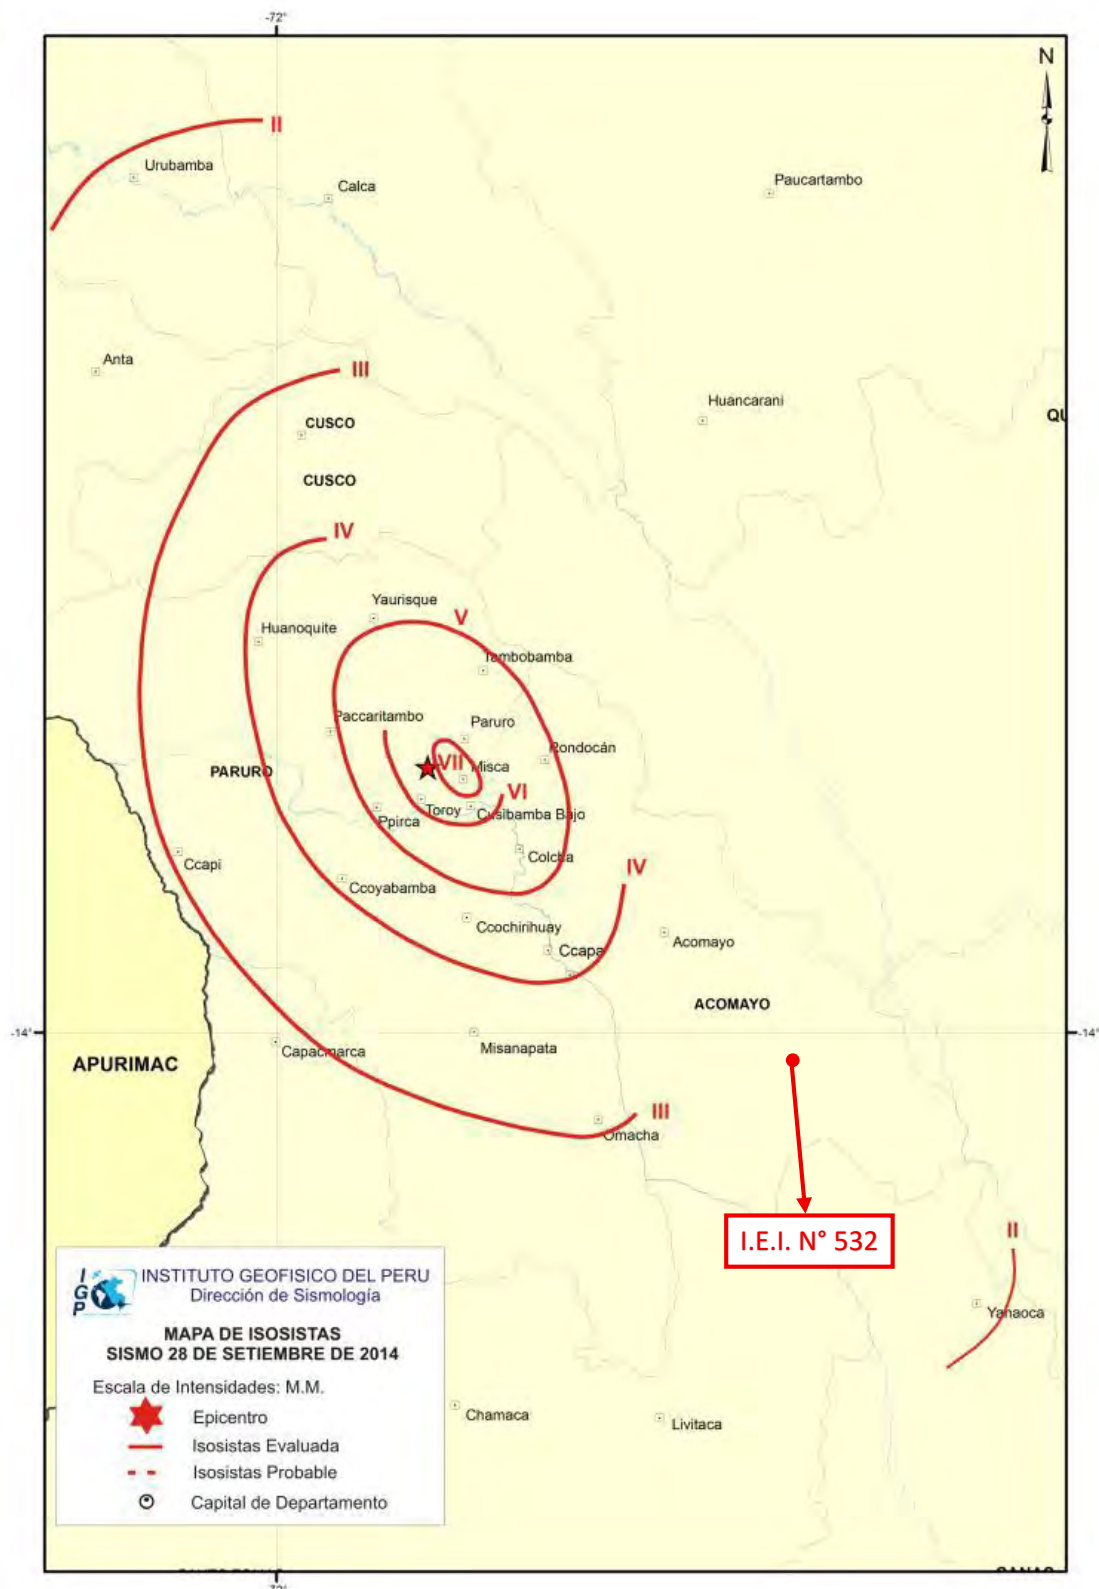 -72°
N
II
Urubamba
Calca
Paucartambo
Anta
III
Huancarani
CUSCO
QU
CUSCO
IV
Yaurisque
V
Huanoquite
Tambobamba
Paccaritambo
Paruro
Rondocán
PARURO
VII
Misca
VI
Toroy
Cusibamba Bajo
Ppirca
Ccapi
Colcha
IV
Ccoyabamba
Ccochirihuay
Acomayo
Ccapa
ACOMAYO
-14°
-14°
Capacmarca
Misanapata
APURIMAC
III
Omacha
I.E.I. N° 532
II
Yanaoca
IGP
INSTITUTO GEOFISICO DEL PERU
Dirección de Sismología
MAPA DE ISOSISTAS
SISMO 28 DE SETIEMBRE DE 2014
Escala de Intensidades: M.M.
Epicentro
Isosistas Evaluada
Isosistas Probable
Capital de Departamento
Chamaca
Livitaca
-72°